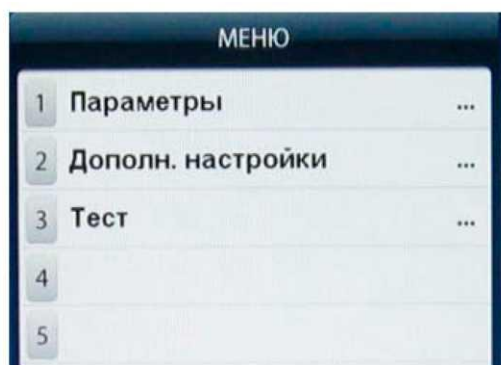 МЕНЮ
1 Параметры ...
2 Дополн. настройки ...
3 Тест ...
4
5